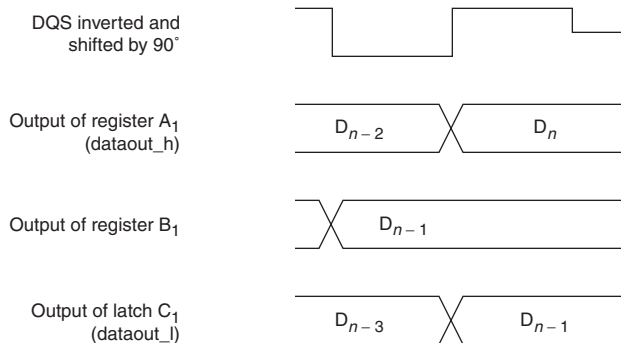 DQS inverted and
shifted by 90°
Output of register A1
(dataout_h)
Dn − 2
Dn
Output of register B1
Dn − 1
Output of latch C1
(dataout_l)
Dn − 3
Dn − 1